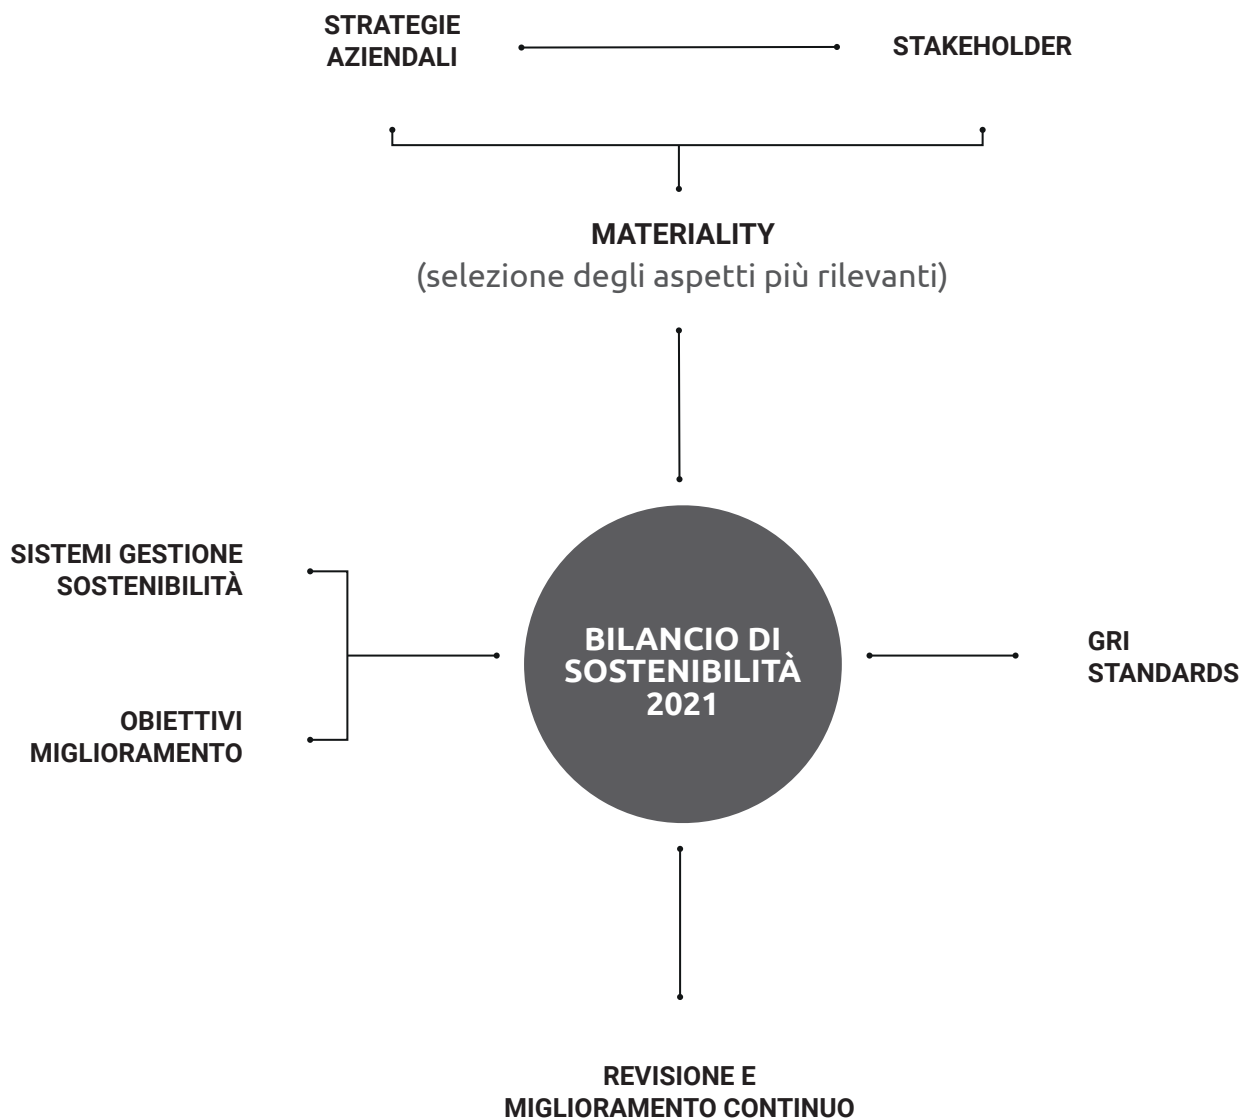 STRATEGIE
AZIENDALI
STAKEHOLDER
MATERIALITY
(selezione degli aspetti più rilevanti)
SISTEMI GESTIONE
SOSTENIBILITÀ
OBIETTIVI
MIGLIORAMENTO
BILANCIO DI
SOSTENIBILITÀ
2021
GRI
STANDARDS
REVISIONE E
MIGLIORAMENTO CONTINUO